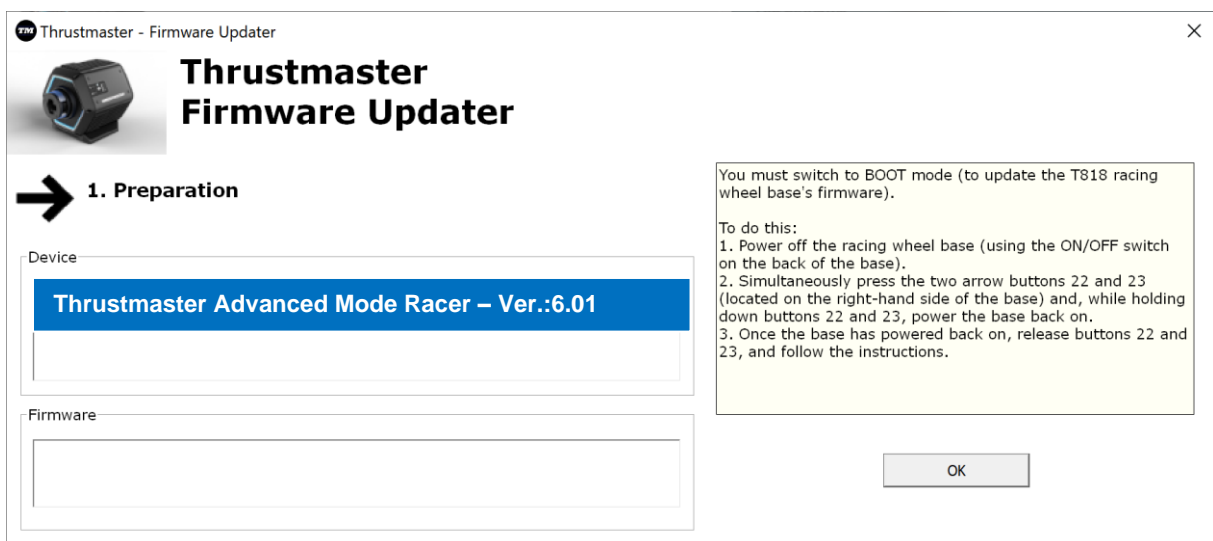 Thrustmaster - Firmware Updater
Thrustmaster
Firmware Updater
1. Preparation
Device
Thrustmaster Advanced Mode Racer – Ver.:6.01
Firmware
You must switch to BOOT mode (to update the T818 racing
wheel base's firmware).
To do this:
1. Power off the racing wheel base (using the ON/OFF switch
on the back of the base).
2. Simultaneously press the two arrow buttons 22 and 23
(located on the right-hand side of the base) and, while holding
down buttons 22 and 23, power the base back on.
3. Once the base has powered back on, release buttons 22 and
23, and follow the instructions.
OK